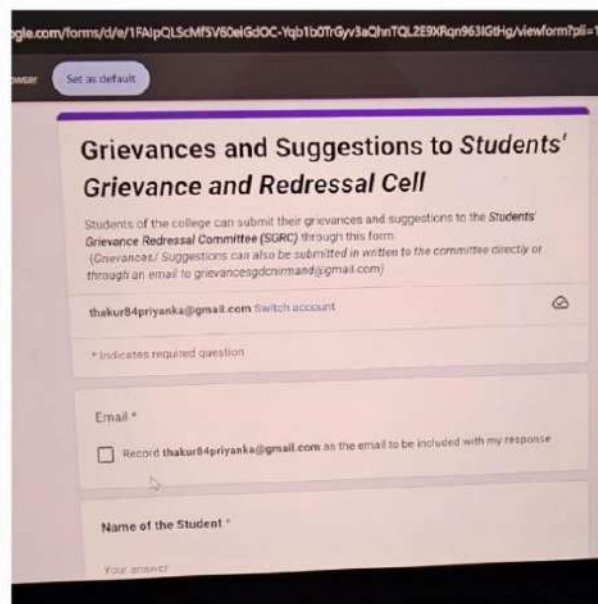 gle.com/forms/d/e/1FAIpQLScMf5V60eiGdOC-Yqb1b0TrGyv3aQhnTQL2E9XRqn963IGtHg/viewform?pli=1
owser Set as default
Grievances and Suggestions to Students'
Grievance and Redressal Cell
Students of the college can submit their grievances and suggestions to the Students'
Grievance Redressal Committee (SGRC) through this form.
(Grievances/ Suggestions can also be submitted in written to the committee directly or
through an email to grievancesgdcnirmand@gmail.com)
thakur84priyanka@gmail.com Switch account
* Indicates required question
Email *
Record thakur84priyanka@gmail.com as the email to be included with my response
Name of the Student *
Your answer